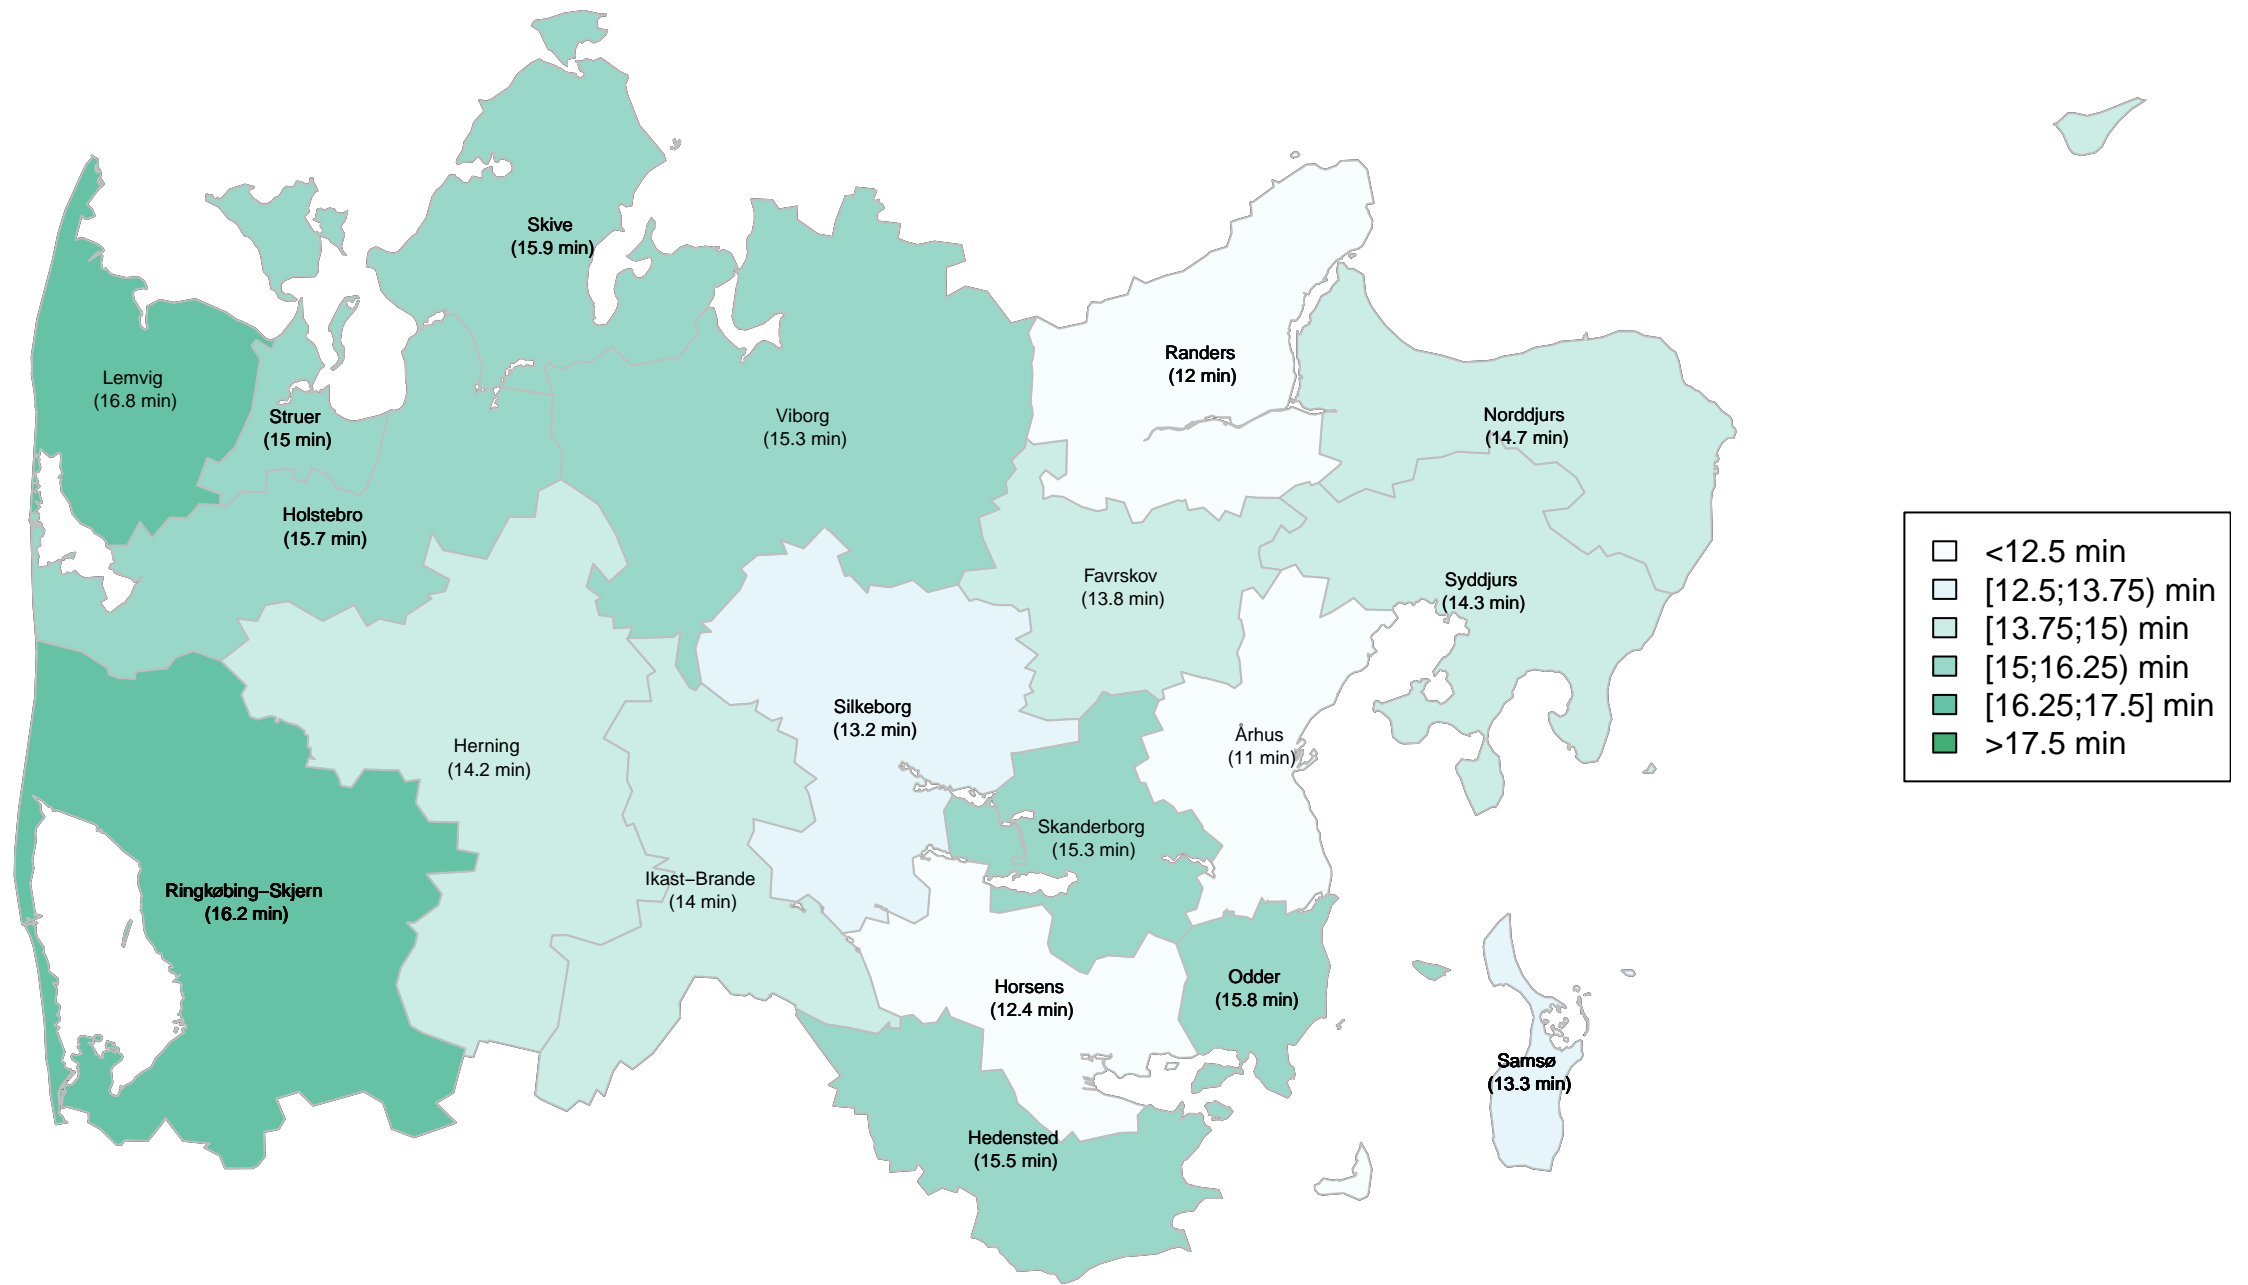 Skive
(15.9 min)
Randers
(12 min)
Lemvig
(16.8 min)
Struer
(15 min)
Viborg
(15.3 min)
Norddjurs
(14.7 min)
Holstebro
(15.7 min)
Favrskov
(13.8 min)
Syddjurs
(14.3 min)
Silkeborg
(13.2 min)
Herning
(14.2 min)
Århus
(11 min)
Skanderborg
(15.3 min)
Ikast–Brande
(14 min)
Ringkøbing–Skjern
(16.2 min)
Horsens
(12.4 min)
Odder
(15.8 min)
Samsø
(13.3 min)
Hedensted
(15.5 min)
<12.5 min
[12.5;13.75) min
[13.75;15) min
[15;16.25) min
[16.25;17.5] min
>17.5 min